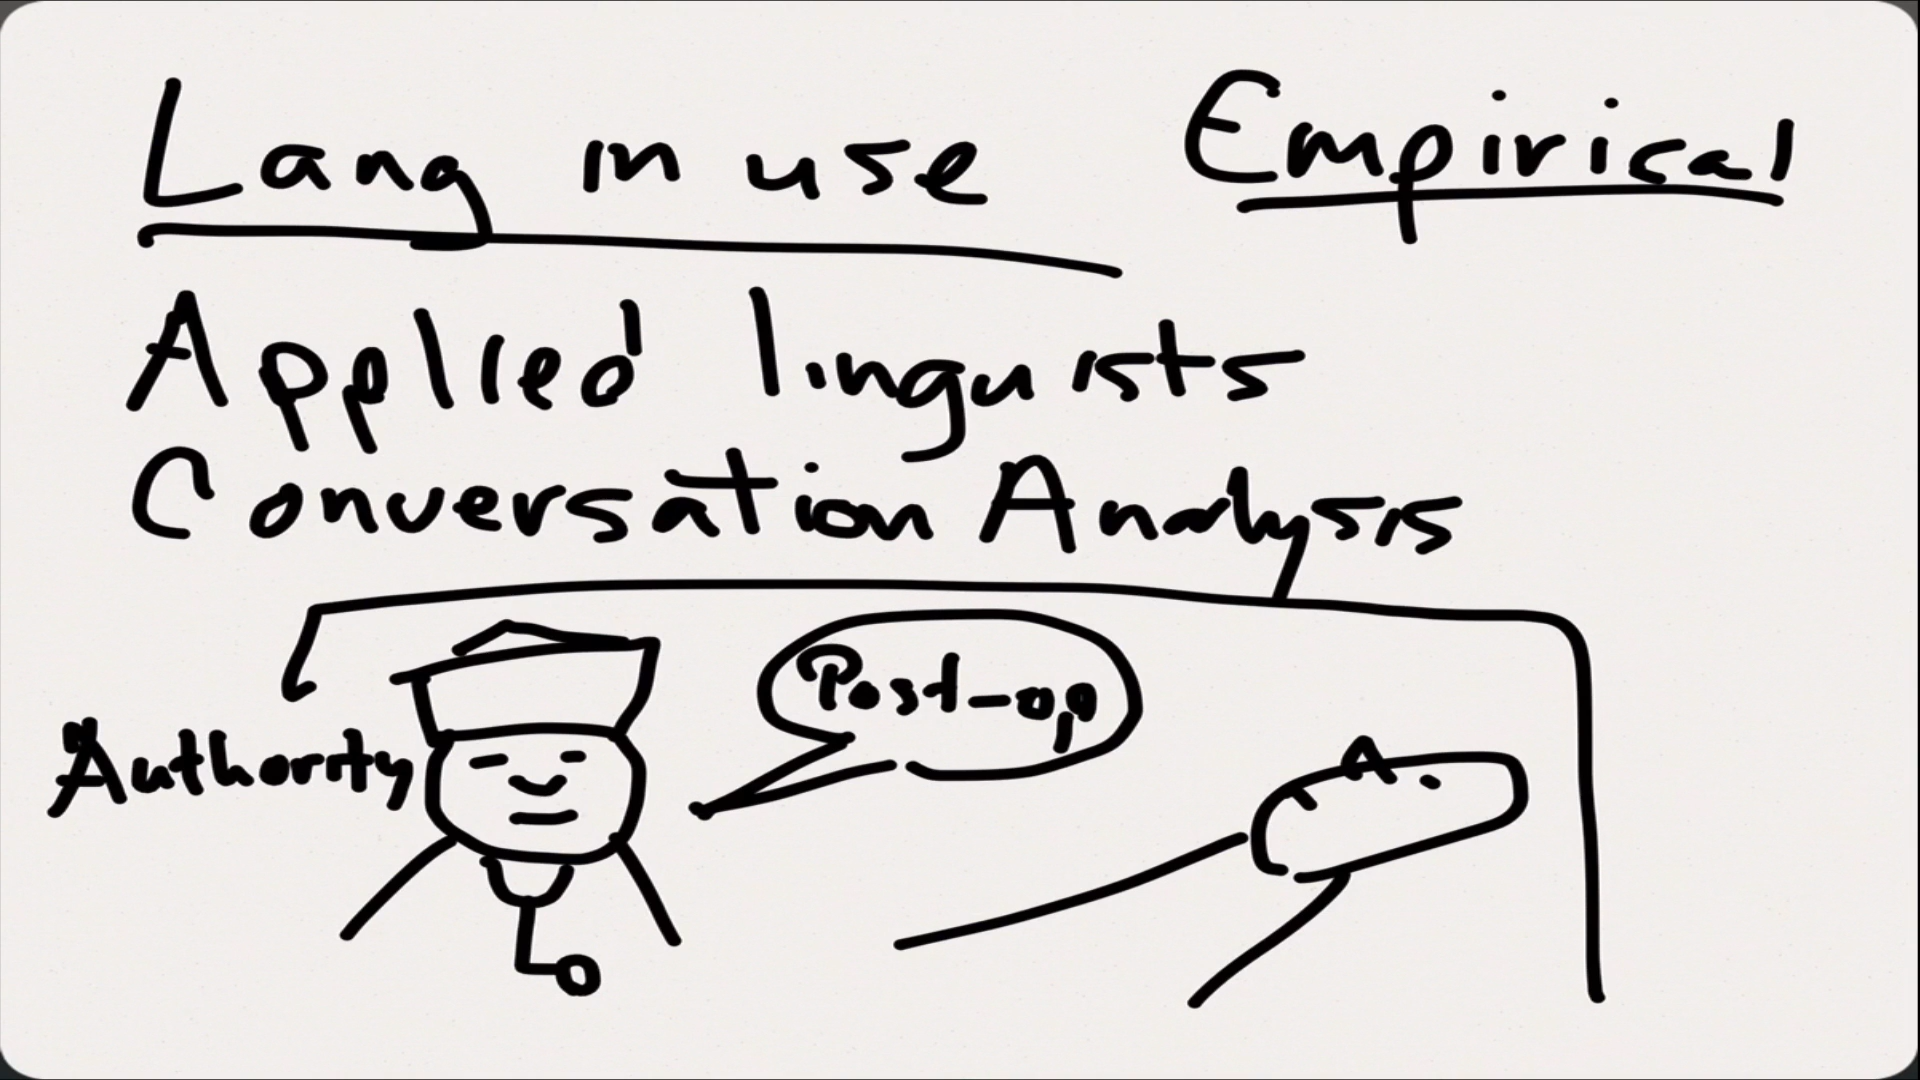 Lang in use Empirical
Applied linguists
Conversation Analysis
Post-op
Authority